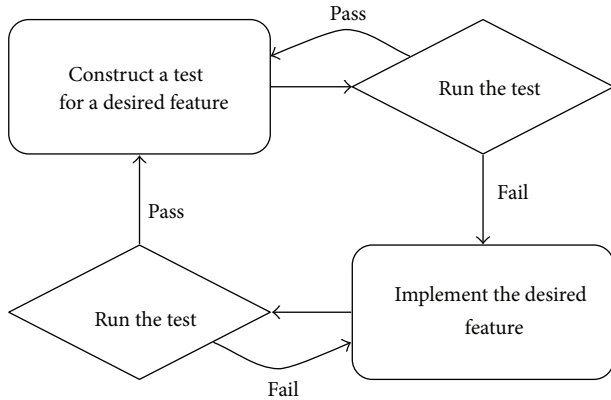 Pass
Construct a test
for a desired feature
Run the test
Fail
Pass
Implement the desired
feature
Run the test
Fail